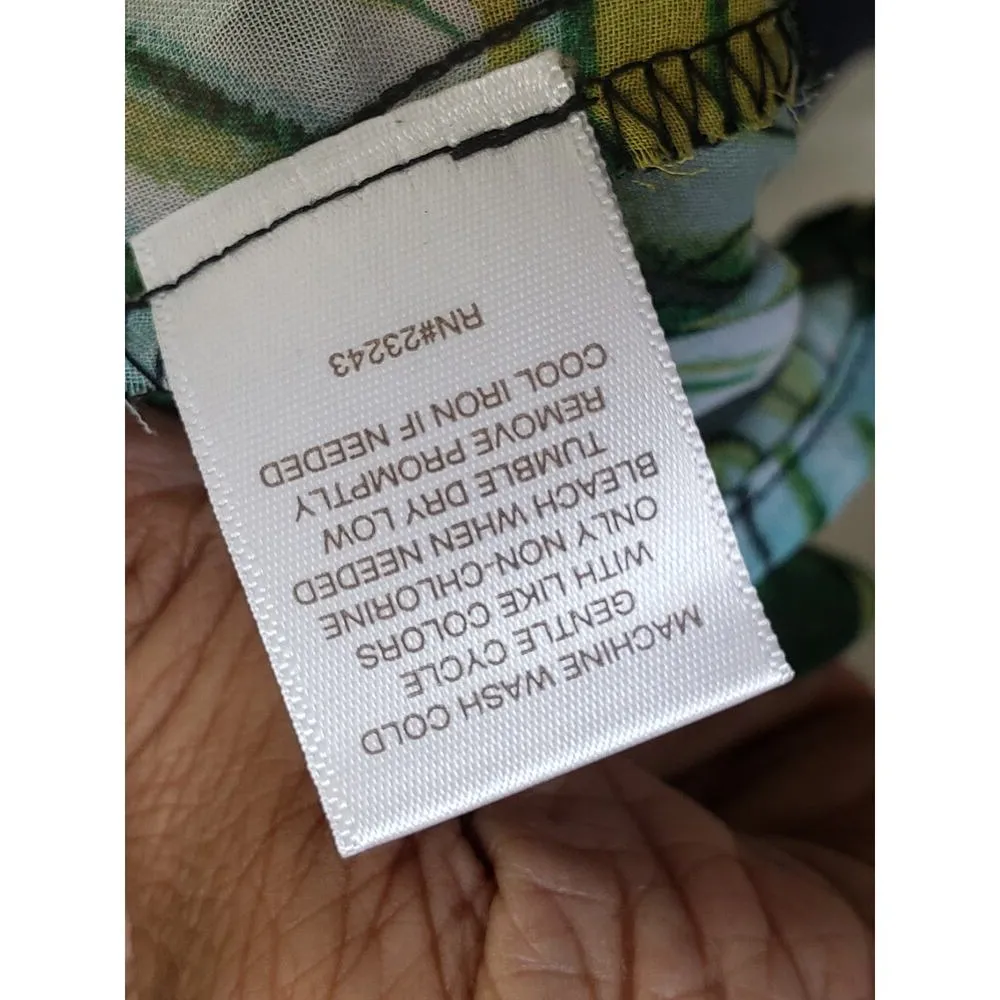 MACHINE WASH COLD
GENTLE CYCLE
WITH LIKE COLORS
ONLY NON-CHLORINE
BLEACH WHEN NEEDED
TUMBLE DRY LOW
REMOVE PROMPTLY
COOL IRON IF NEEDED
RN#23243